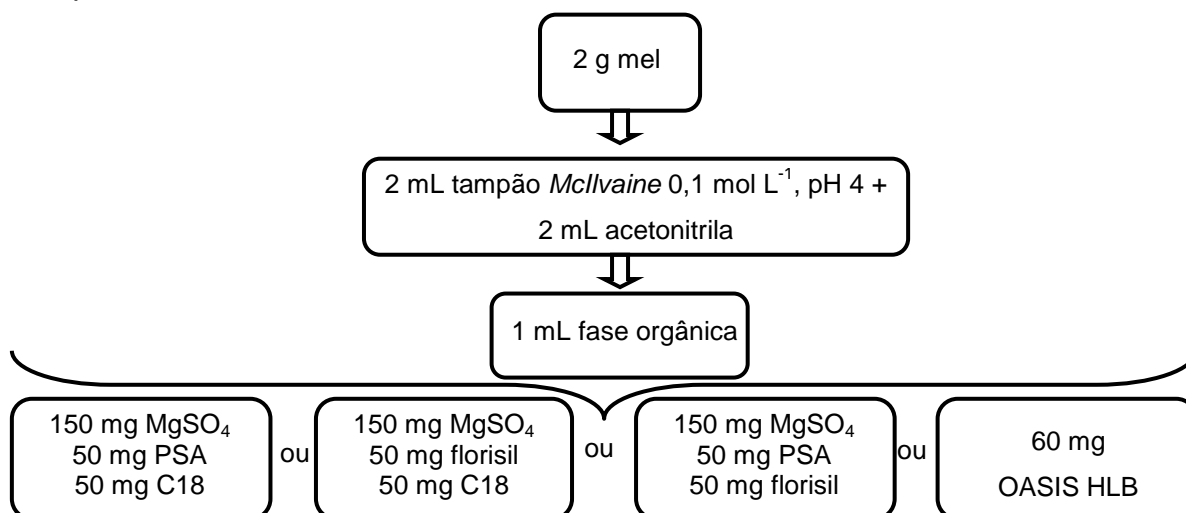 2 g mel
2 mL tampão McIlvaine 0,1 mol L⁻¹, pH 4 +
2 mL acetonitrila
1 mL fase orgânica
150 mg MgSO₄
50 mg PSA
50 mg C18
ou
150 mg MgSO₄
50 mg florisil
50 mg C18
ou
150 mg MgSO₄
50 mg PSA
50 mg florisil
ou
60 mg
OASIS HLB